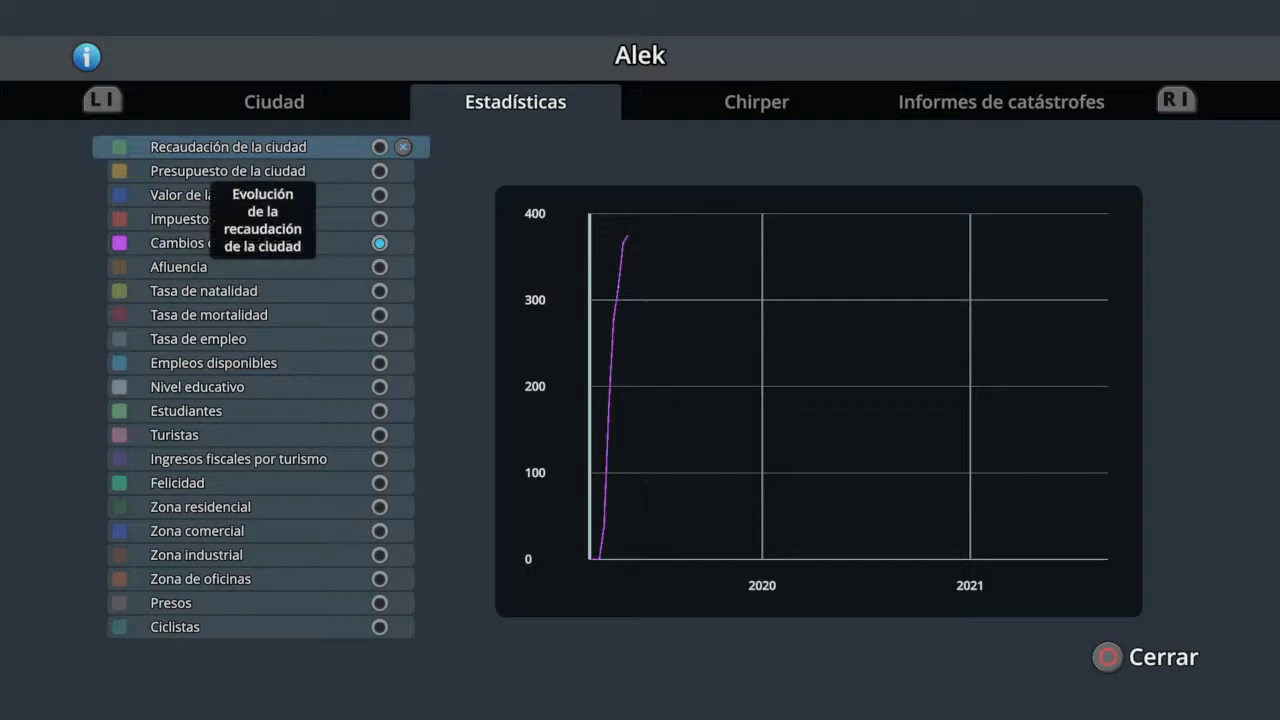 i
Alek
L1
Ciudad
Estadísticas
Chirper
Informes de catástrofes
R1
Recaudación de la ciudad
Presupuesto de la ciudad
Valor de la
Impuestos
Cambios
Evolución
de la
recaudación
de la ciudad
Afluencia
Tasa de natalidad
Tasa de mortalidad
Tasa de empleo
Empleos disponibles
Nivel educativo
Estudiantes
Turistas
Ingresos fiscales por turismo
Felicidad
Zona residencial
Zona comercial
Zona industrial
Zona de oficinas
Presos
Ciclistas
400
300
200
100
0
2020
2021
Cerrar